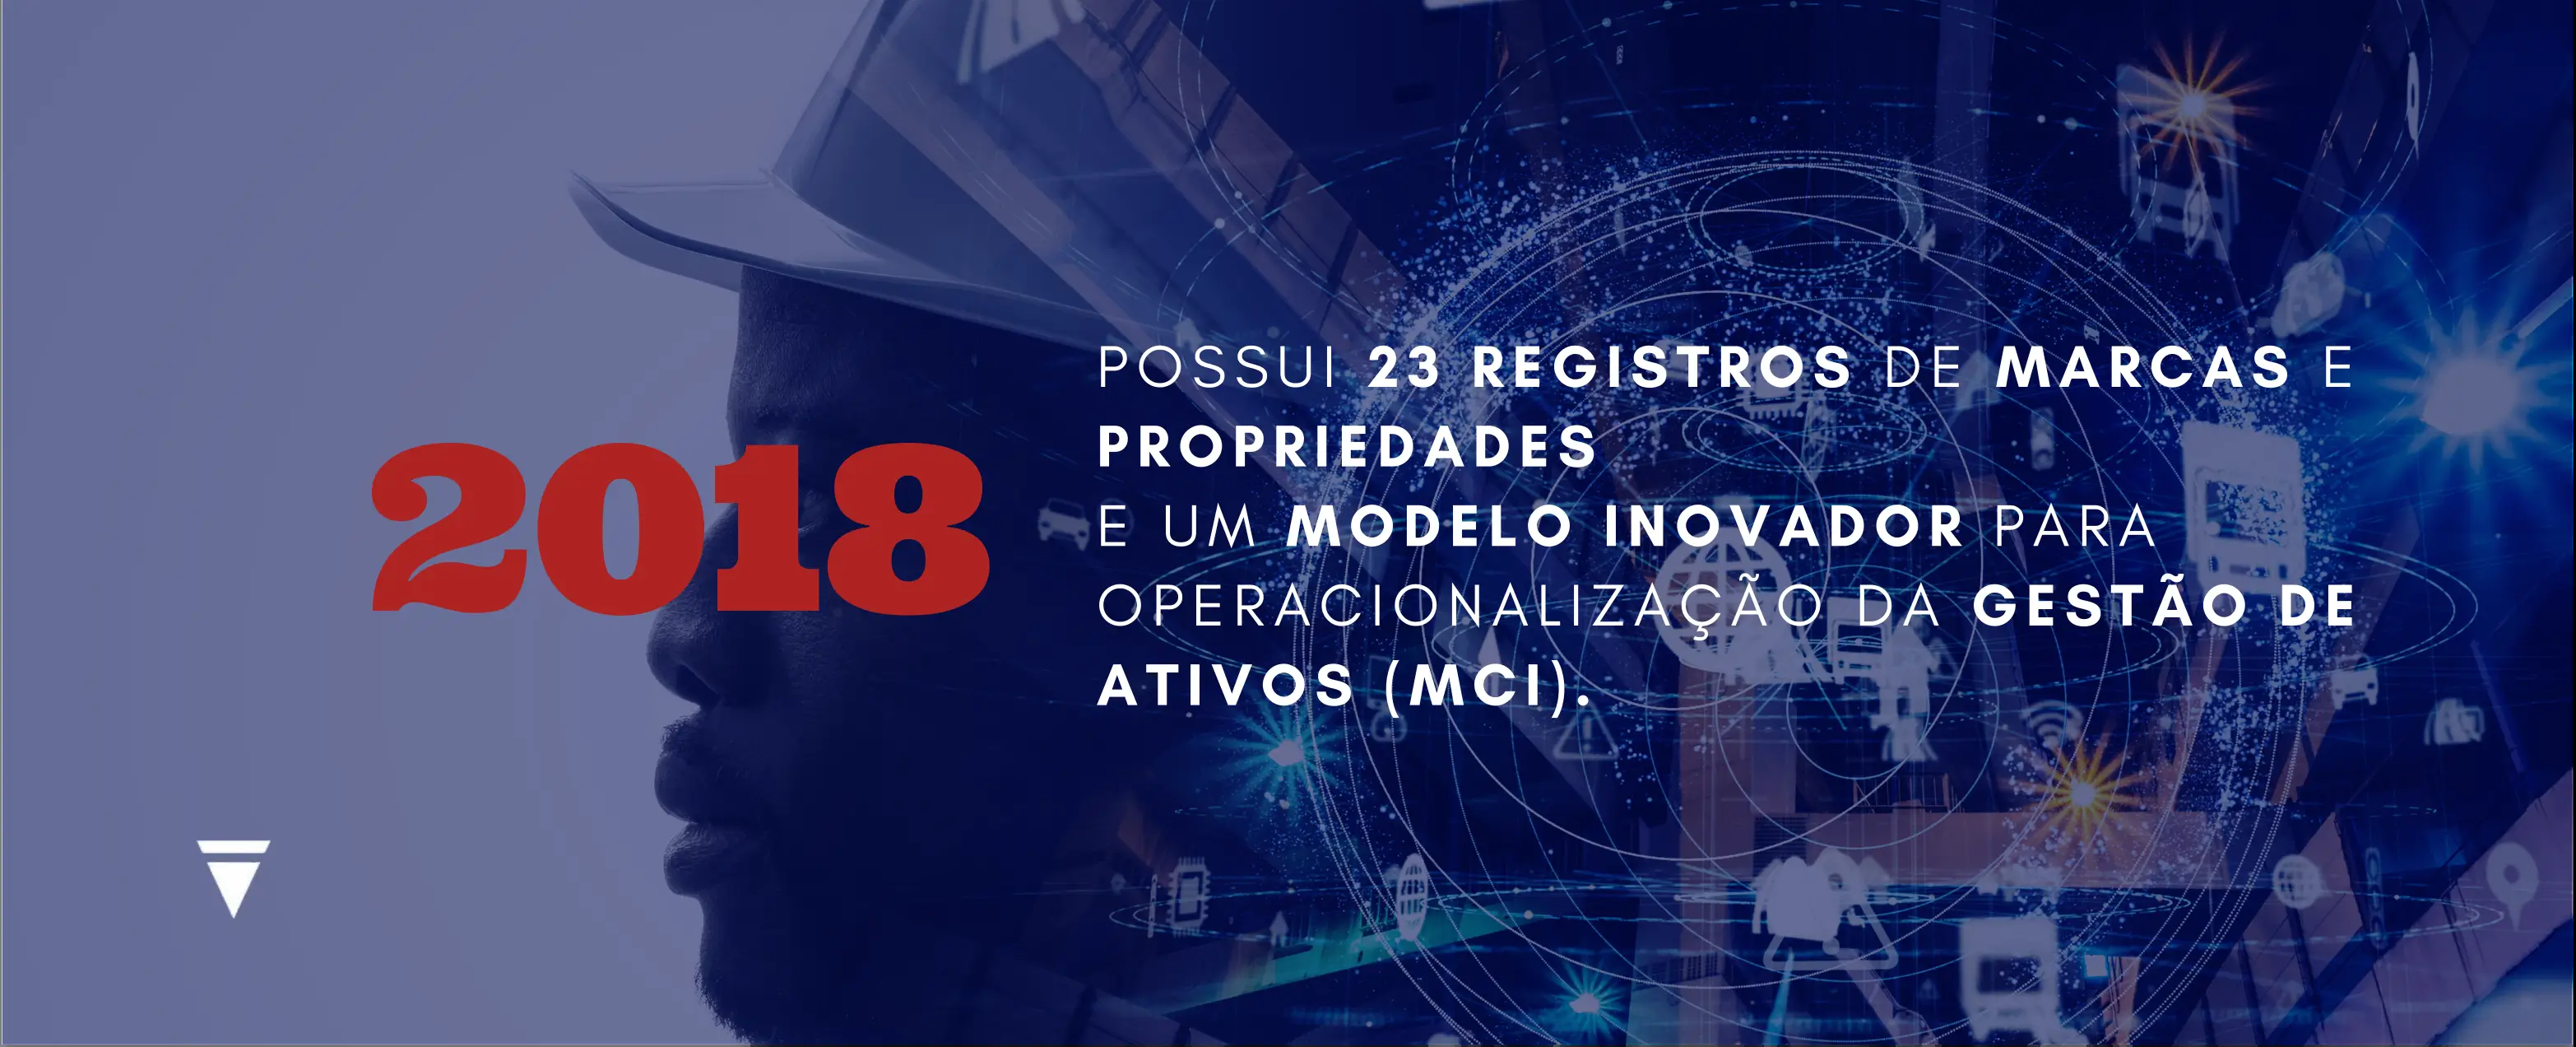 2018
POSSUI 23 REGISTROS DE MARCAS E
PROPRIEDADES
E UM MODELO INOVADOR PARA
OPERACIONALIZAÇÃO DA GESTÃO DE
ATIVOS (MCI).